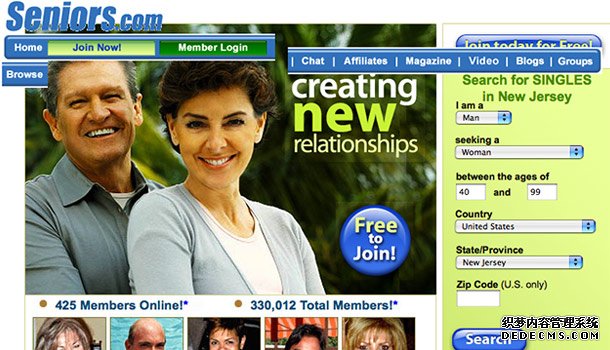 Seniors.com
Home
Join Now!
Member Login
Browse
| Chat | Affiliates | Magazine | Video | Blogs | Groups
creating
new
relationships
Free
to
Join!
425 Members Online!*
330,012 Total Members!*
Join today for Free!
Search for SINGLES
in New Jersey
I am a
Man
seeking a
Woman
between the ages of
40 and 99
Country
United States
State/Province
New Jersey
Zip Code (U.S. only)
Search
织梦内容管理系统
DEDECMS.COM